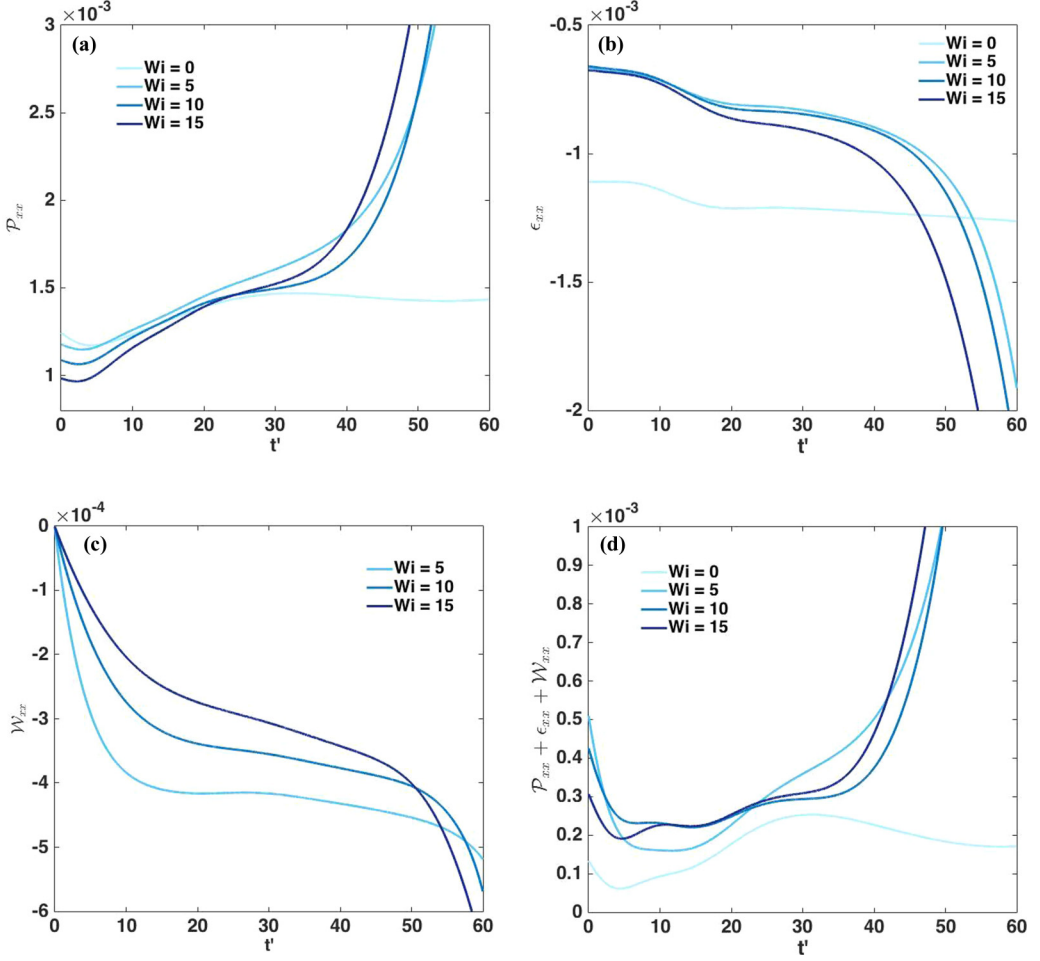 ×10⁻³
(a)
Wi = 0
Wi = 5
Wi = 10
Wi = 15
3
2.5
2
1.5
1
𝒫xx
0 10 20 30 40 50 60
t'
×10⁻³
(b)
Wi = 0
Wi = 5
Wi = 10
Wi = 15
-0.5
-1
-1.5
-2
ϵxx
0 10 20 30 40 50 60
t'
×10⁻⁴
(c)
Wi = 5
Wi = 10
Wi = 15
0
-1
-2
-3
-4
-5
-6
𝒲xx
0 10 20 30 40 50 60
t'
×10⁻³
(d)
Wi = 0
Wi = 5
Wi = 10
Wi = 15
1
0.9
0.8
0.7
0.6
0.5
0.4
0.3
0.2
0.1
0
𝒫xx + ϵxx + 𝒲xx
0 10 20 30 40 50 60
t'